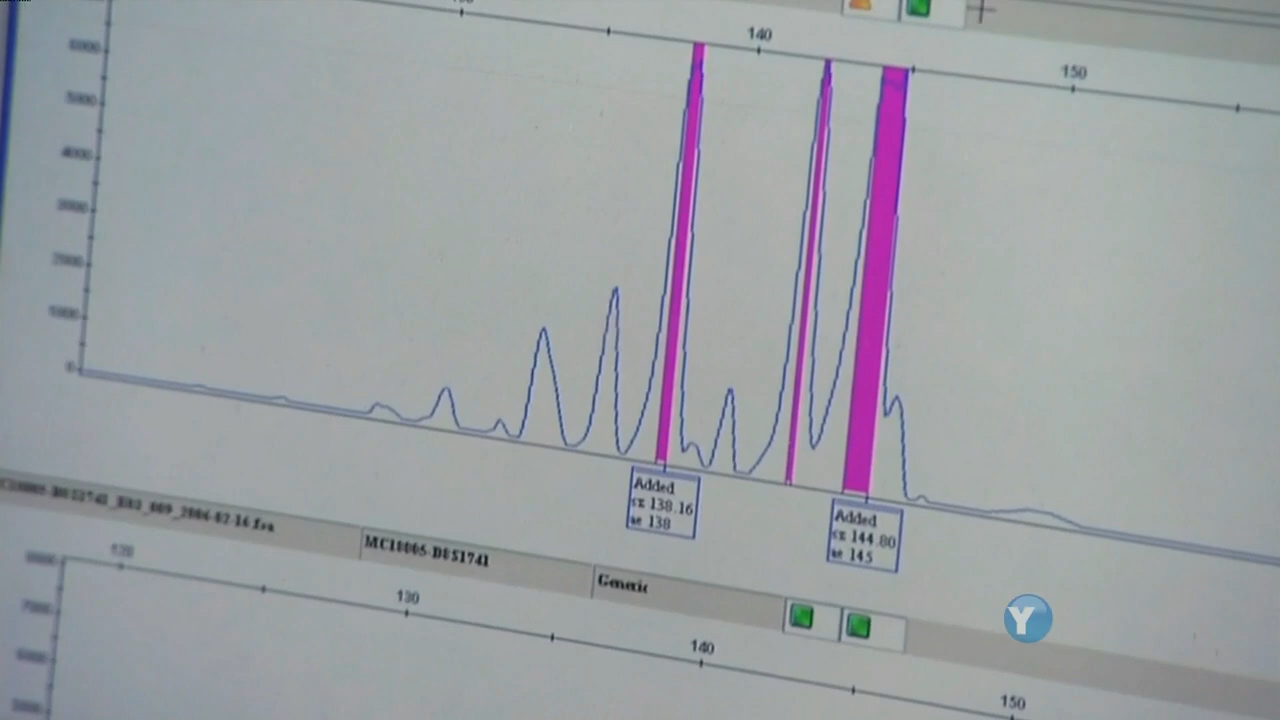 140
150
6000
5000
4000
3000
2000
1000
0
Added
sz 138.16
ae 138
Added
sz 144.80
ae 145
MC18005-D8S1741
Generic
130
140
150
Y